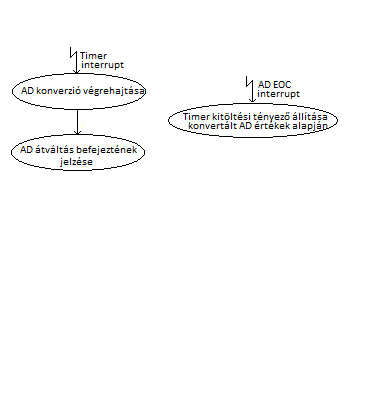 Timer
interrupt
AD konverzió végrehajtása
AD átváltás befejeztének
jelzése
AD EOC
interrupt
Timer kitöltési tényező állítása
konvertált AD értékek alapján